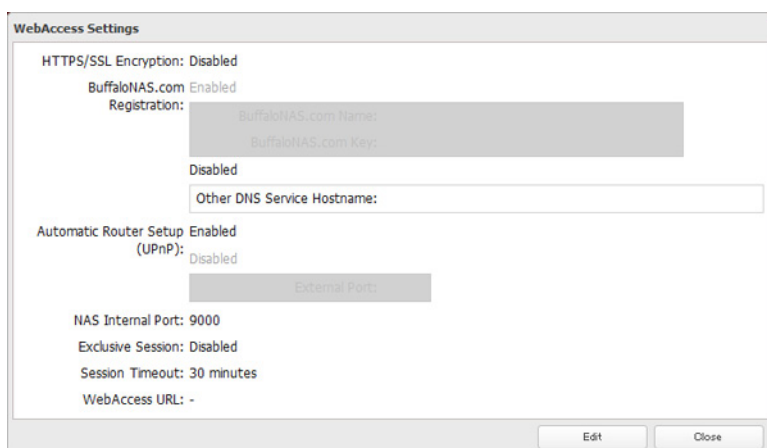 WebAccess Settings
HTTPS/SSL Encryption: Disabled
BuffaloNAS.com Enabled
Registration:
BuffaloNAS.com Name:
BuffaloNAS.com Key:
Disabled
Other DNS Service Hostname:
Automatic Router Setup Enabled
(UPnP):
Disabled
External Port:
NAS Internal Port: 9000
Exclusive Session: Disabled
Session Timeout: 30 minutes
WebAccess URL: -
Edit
Close